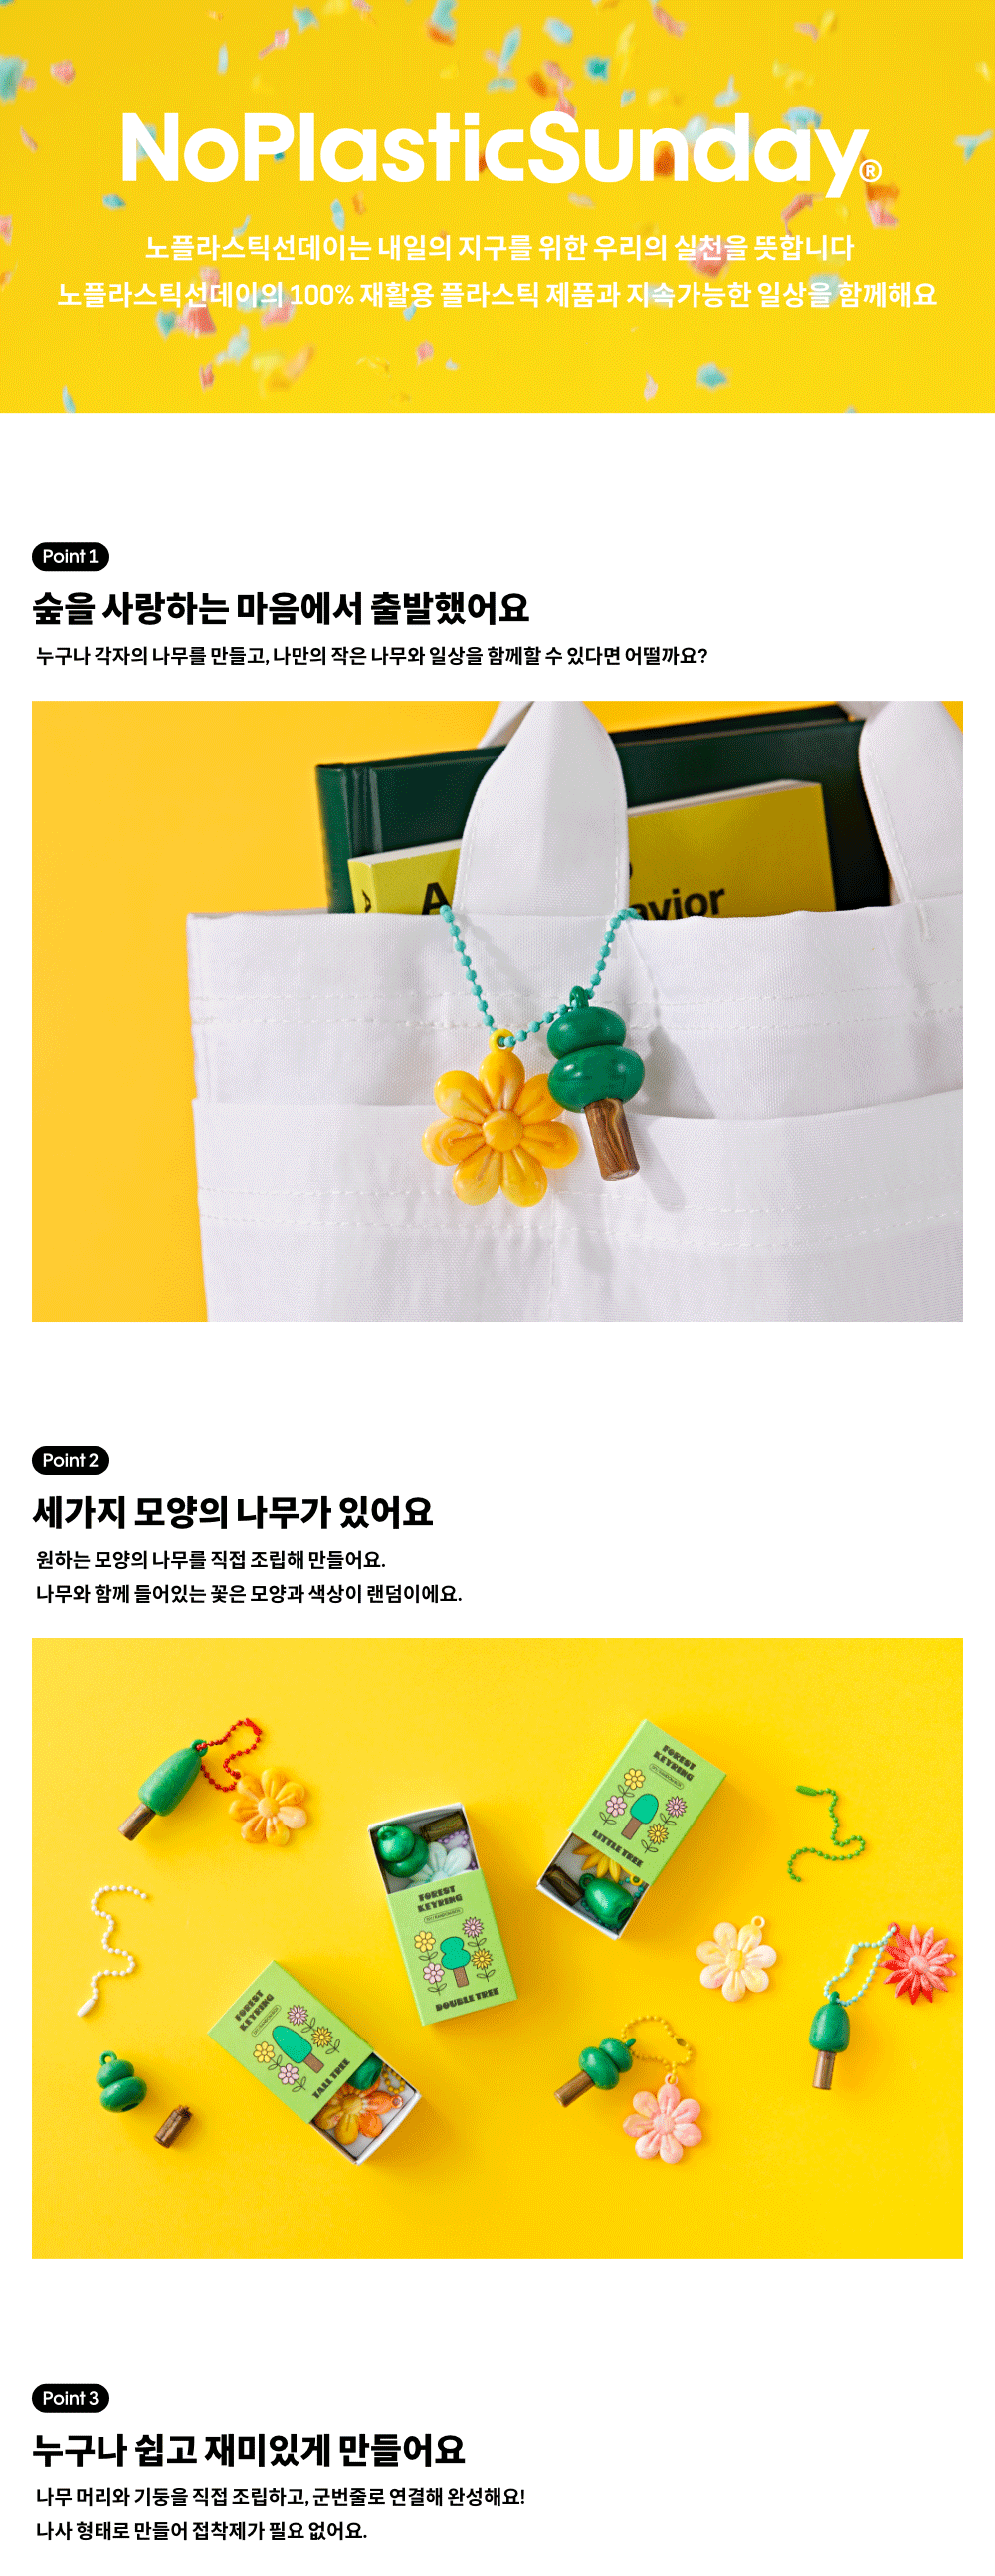 NoPlasticSunday®
노플라스틱선데이는 내일의 지구를 위한 우리의 실천을 뜻합니다
노플라스틱선데이의 100% 재활용 플라스틱 제품과 지속가능한 일상을 함께해요
Point 1
숲을 사랑하는 마음에서 출발했어요
누구나 각자의 나무를 만들고, 나만의 작은 나무와 일상을 함께할 수 있다면 어떨까요?
Point 2
세가지 모양의 나무가 있어요
원하는 모양의 나무를 직접 조립해 만들어요.
나무와 함께 들어있는 꽃은 모양과 색상이 랜덤이에요.
FOREST
KEYRING
LITTLE TREE
FOREST
KEYRING
DOUBLE TREE
FOREST
KEYRING
TALL TREE
Point 3
누구나 쉽고 재미있게 만들어요
나무 머리와 기둥을 직접 조립하고, 군번줄로 연결해 완성해요!
나사 형태로 만들어 접착제가 필요 없어요.